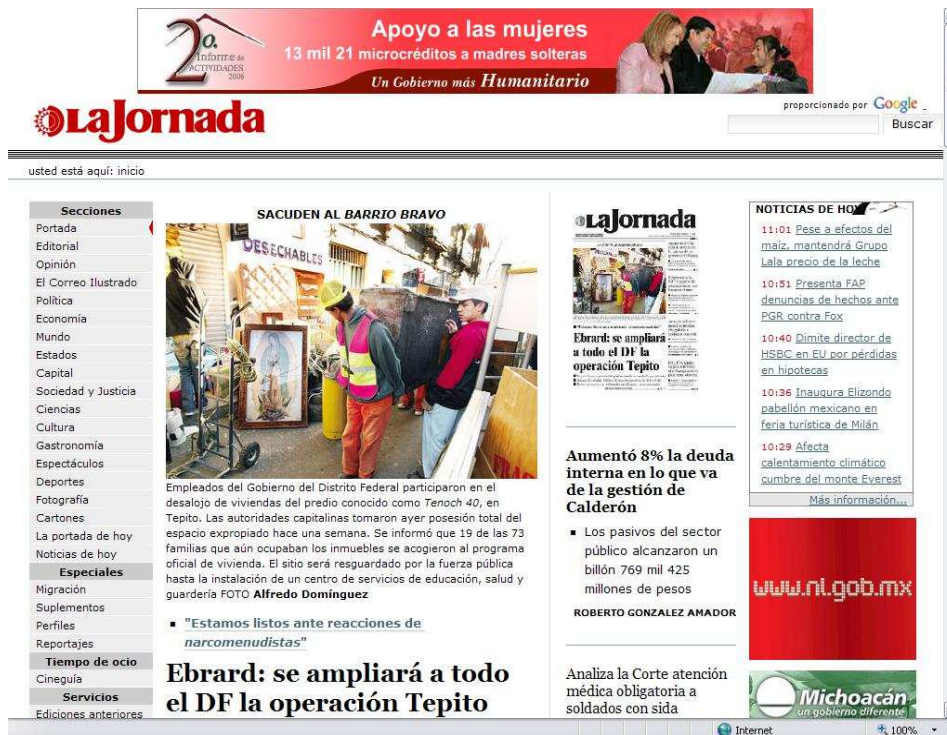 2o.
Informe de
ACTIVIDADES
2006
Apoyo a las mujeres
13 mil 21 microcréditos a madres solteras
Un Gobierno más Humanitario
La Jornada
proporcionado por Google
Buscar
usted está aquí: inicio
Secciones
Portada
Editorial
Opinión
El Correo Ilustrado
Política
Economía
Mundo
Estados
Capital
Sociedad y Justicia
Ciencias
Cultura
Gastronomía
Espectáculos
Deportes
Fotografía
Cartones
La portada de hoy
Noticias de hoy
Especiales
Migración
Suplementos
Perfiles
Reportajes
Tiempo de ocio
Cineguía
Servicios
Ediciones anteriores
SACUDEN AL BARRIO BRAVO
DESECHABLES
Empleados del Gobierno del Distrito Federal participaron en el
desalojo de viviendas del predio conocido como Tenoch 40, en
Tepito. Las autoridades capitalinas tomaron ayer posesión total del
espacio expropiado hace una semana. Se informó que 19 de las 73
familias que aún ocupaban los inmuebles se acogieron al programa
oficial de vivienda. El sitio será resguardado por la fuerza pública
hasta la instalación de un centro de servicios de educación, salud y
guardería FOTO Alfredo Domínguez
"Estamos listos ante reacciones de
narcomenudistas"
Ebrard: se ampliará a todo
el DF la operación Tepito
La Jornada
Ebrard: se ampliará
a todo el DF la
operación Tepito
Aumentó 8% la deuda
interna en lo que va
de la gestión de
Calderón
Los pasivos del sector
público alcanzaron un
billón 769 mil 425
millones de pesos
ROBERTO GONZALEZ AMADOR
Analiza la Corte atención
médica obligatoria a
soldados con sida
NOTICIAS DE HOY
11:01 Pese a efectos del
maíz, mantendrá Grupo
Lala precio de la leche
10:51 Presenta FAP
denuncias de hechos ante
PGR contra Fox
10:40 Dimite director de
HSBC en EU por pérdidas
en hipotecas
10:36 Inaugura Elizondo
pabellón mexicano en
feria turística de Milán
10:29 Afecta
calentamiento climático
cumbre del monte Everest
Más información...
www.nl.gob.mx
Michoacán
un gobierno diferente
Internet
100%